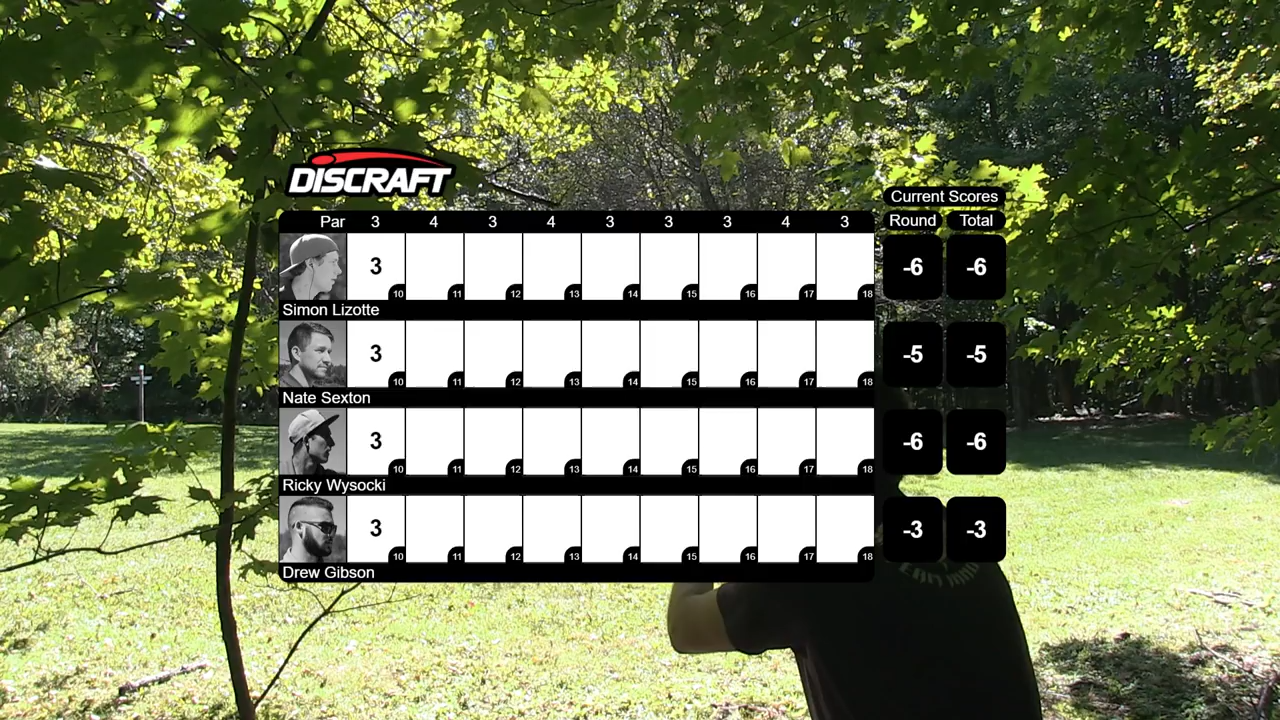 DISCRAFT
Current Scores
Par 3 4 3 4 3 3 3 4 3 Round Total
3 -6 -6
10 11 12 13 14 15 16 17 18
Simon Lizotte
3 -5 -5
10 11 12 13 14 15 16 17 18
Nate Sexton
3 -6 -6
10 11 12 13 14 15 16 17 18
Ricky Wysocki
3 -3 -3
10 11 12 13 14 15 16 17 18
Drew Gibson